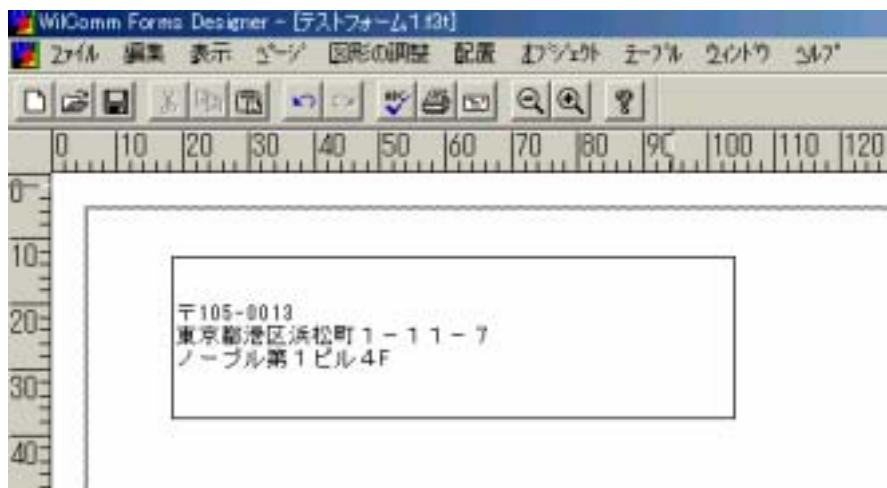 WilComm Forms Designer - [テストフォーム1.f3t]
ﾌｧｲﾙ 編集 表示 ﾍﾟｰｼﾞ 図形の調整 配置 ｵﾌﾞｼﾞｪｸﾄ ﾃｰﾌﾞﾙ ｳｨﾝﾄﾞｳ ﾍﾙﾌﾟ
ABC
0 10 20 30 40 50 60 70 80 90 100 110 120
0
10
20
30
40
〒105-0013
東京都港区浜松町１－１１－７
ノーブル第１ビル４F